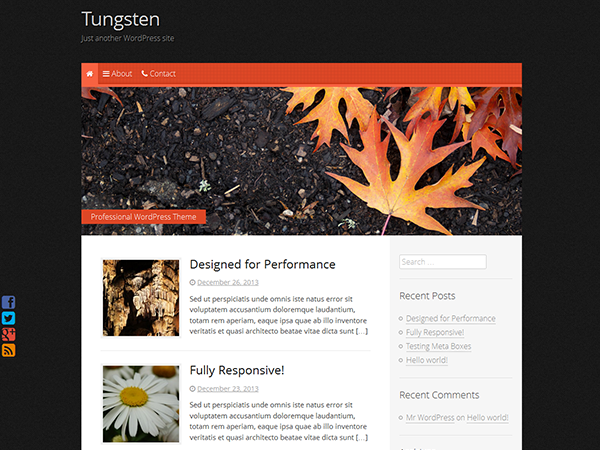 Tungsten
Just another WordPress site
About
Contact
Professional WordPress Theme
Designed for Performance
December 26, 2013
Sed ut perspiciatis unde omnis iste natus error sit
voluptatem accusantium doloremque laudantium,
totam rem aperiam, eaque ipsa quae ab illo inventore
veritatis et quasi architecto beatae vitae dicta sunt […]
Fully Responsive!
December 23, 2013
Sed ut perspiciatis unde omnis iste natus error sit
voluptatem accusantium doloremque laudantium,
totam rem aperiam, eaque ipsa quae ab illo inventore
veritatis et quasi architecto beatae vitae dicta sunt […]
Search …
Recent Posts
Designed for Performance
Fully Responsive!
Testing Meta Boxes
Hello world!
Recent Comments
Mr WordPress on Hello world!